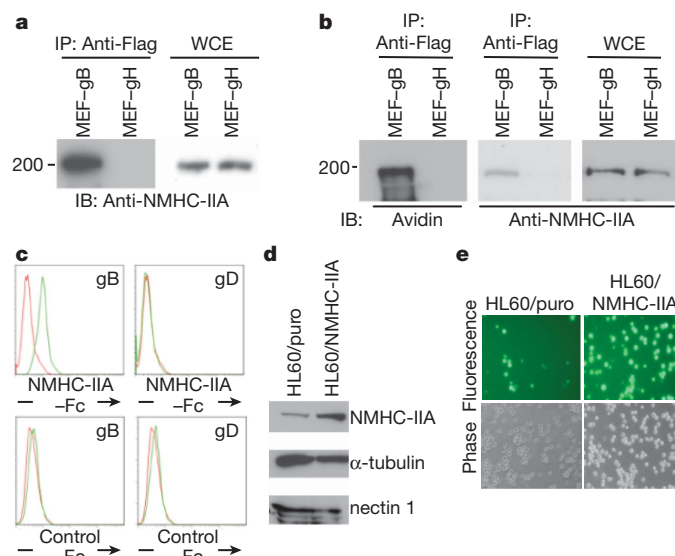 a
IP: Anti-Flag WCE
MEF–gB
MEF–gH
MEF–gB
MEF–gH
200
IB: Anti-NMHC-IIA
b
IP: Anti-Flag
IP: Anti-Flag
WCE
MEF–gB
MEF–gH
MEF–gB
MEF–gH
MEF–gB
MEF–gH
200
IB: Avidin Anti-NMHC-IIA
c
gB
gD
NMHC-IIA
–Fc
NMHC-IIA
–Fc
gB
gD
Control
–Fc
Control
–Fc
d
HL60/puro
HL60/NMHC-IIA
NMHC-IIA
α-tubulin
nectin 1
e
HL60/puro
HL60/
NMHC-IIA
Fluorescence
Phase